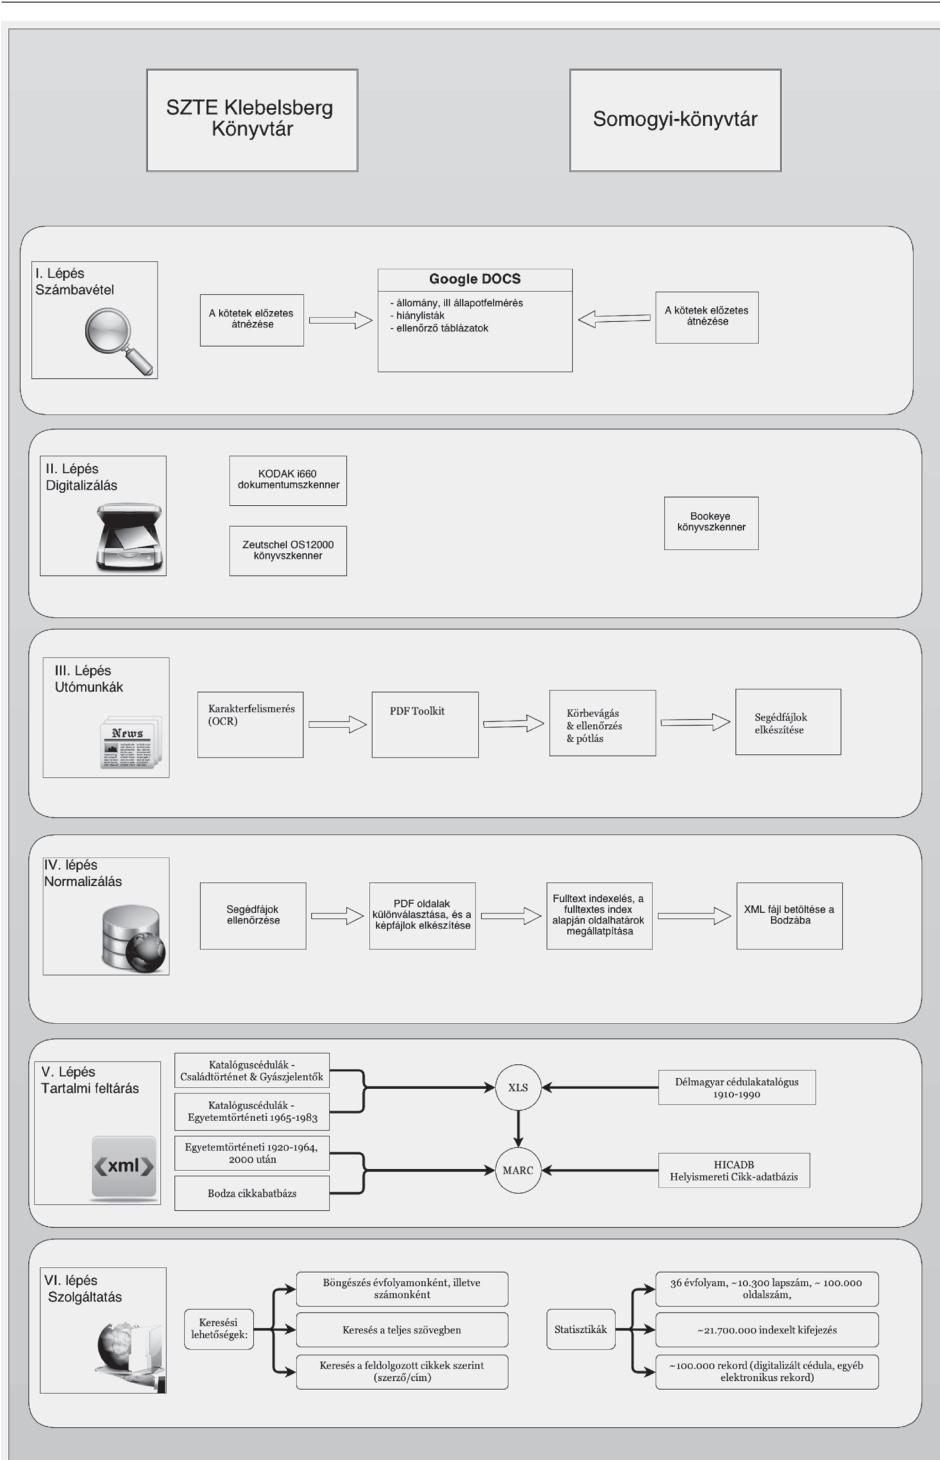 SZTE Klebelsberg
Könyvtár
Somogyi-könyvtár
I. Lépés
Számbavétel
A kötetek előzetes
átnézése
Google DOCS
- állomány, ill állapotfelmérés
- hiánylisták
- ellenőrző táblázatok
A kötetek előzetes
átnézése
II. Lépés
Digitalizálás
KODAK i660
dokumentumszkenner
Zeutschel OS12000
könyvszkenner
Bookeye
könyvszkenner
III. Lépés
Utómunkák
News
Karakterfelismerés
(OCR)
PDF Toolkit
Körbevágás
& ellenőrzés
& pótlás
Segédfájlok
elkészítése
IV. lépés
Normalizálás
Segédfájok
ellenőrzése
PDF oldalak
különválasztása, és a
képfájlok elkészítése
Fulltext indexelés, a
fulltextes index
alapján oldalhatárok
megállatpítása
XML fájl betöltése a
Bodzába
V. Lépés
Tartalmi feltárás
<xml>
Katalóguscédulák -
Családtörténet & Gyászjelentők
Katalóguscédulák -
Egyetemtörténeti 1965-1983
Egyetemtörténeti 1920-1964,
2000 után
Bodza cikkabatbázs
XLS
MARC
Délmagyar cédulakatalógus
1910-1990
HICADB
Helyismereti Cikk-adatbázis
VI. lépés
Szolgáltatás
Keresési
lehetőségek:
Böngészés évfolyamonként, illetve
számonként
Keresés a teljes szövegben
Keresés a feldolgozott cikkek szerint
(szerző/cím)
Statisztikák
36 évfolyam, ~10.300 lapszám, ~ 100.000
oldalszám,
~21.700.000 indexelt kifejezés
~100.000 rekord (digitalizált cédula, egyéb
elektronikus rekord)